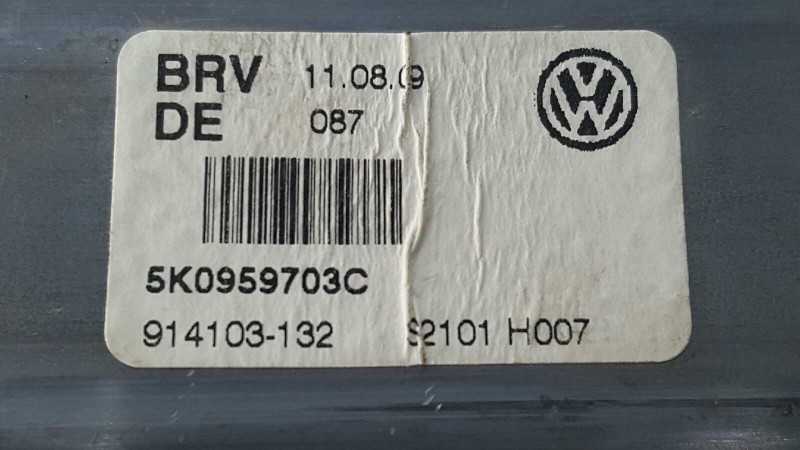 BRV 11.08.09
DE 087
5K0959703C
914103-132 S2101 H007